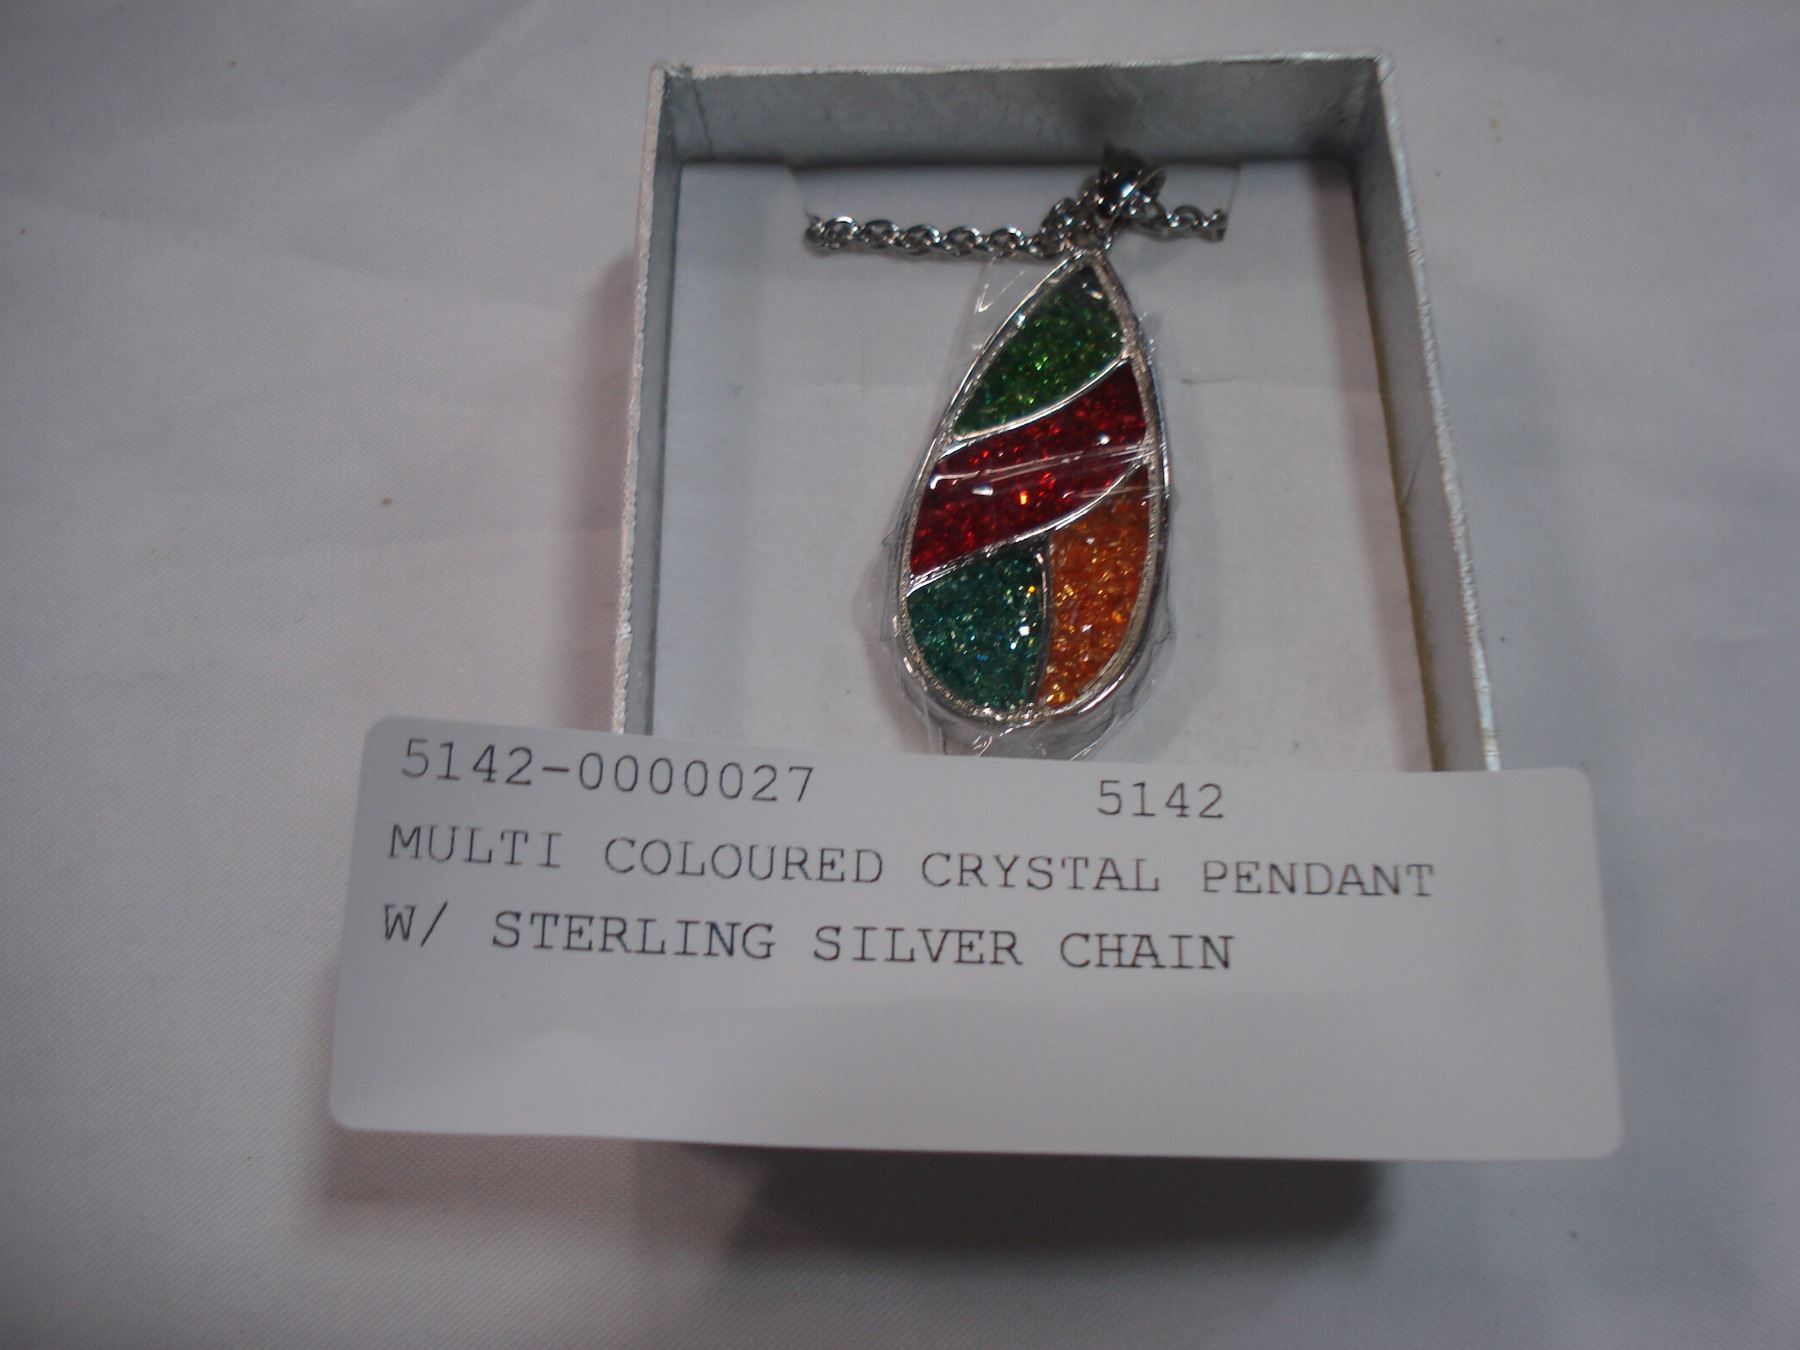 5142-0000027 5142
MULTI COLOURED CRYSTAL PENDANT
W/ STERLING SILVER CHAIN